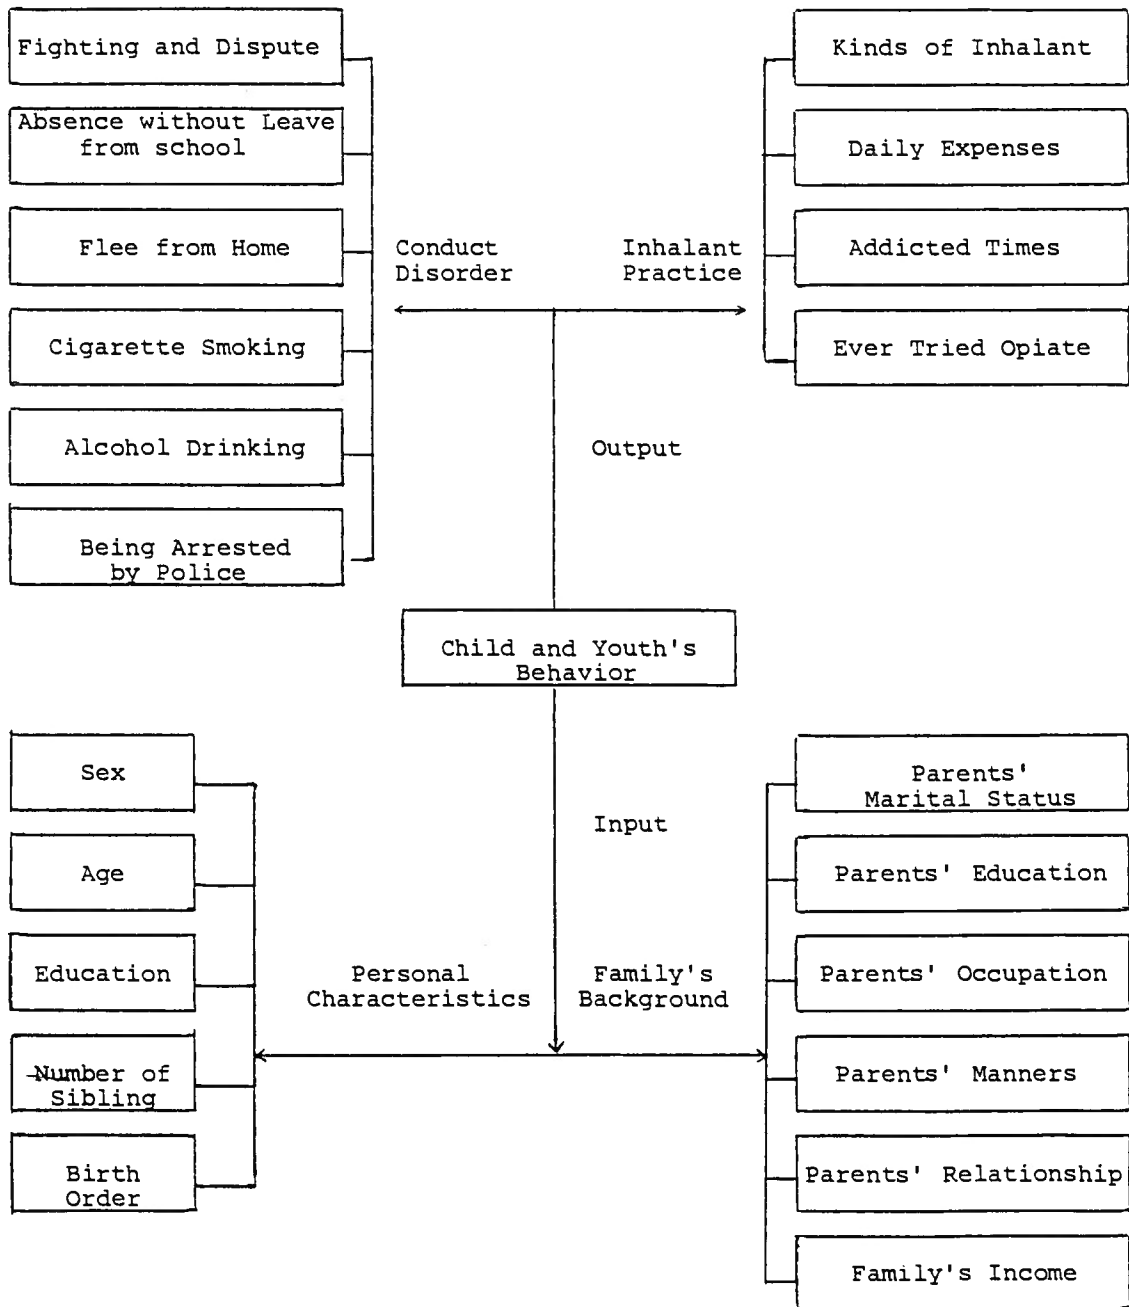 Fighting and Dispute
Absence without Leave
from school
Flee from Home
Cigarette Smoking
Alcohol Drinking
Being Arrested
by Police
Conduct
Disorder
Inhalant
Practice
Kinds of Inhalant
Daily Expenses
Addicted Times
Ever Tried Opiate
Output
Child and Youth's
Behavior
Input
Sex
Age
Education
Number of
Sibling
Birth
Order
Personal
Characteristics
Family's
Background
Parents'
Marital Status
Parents' Education
Parents' Occupation
Parents' Manners
Parents' Relationship
Family's Income